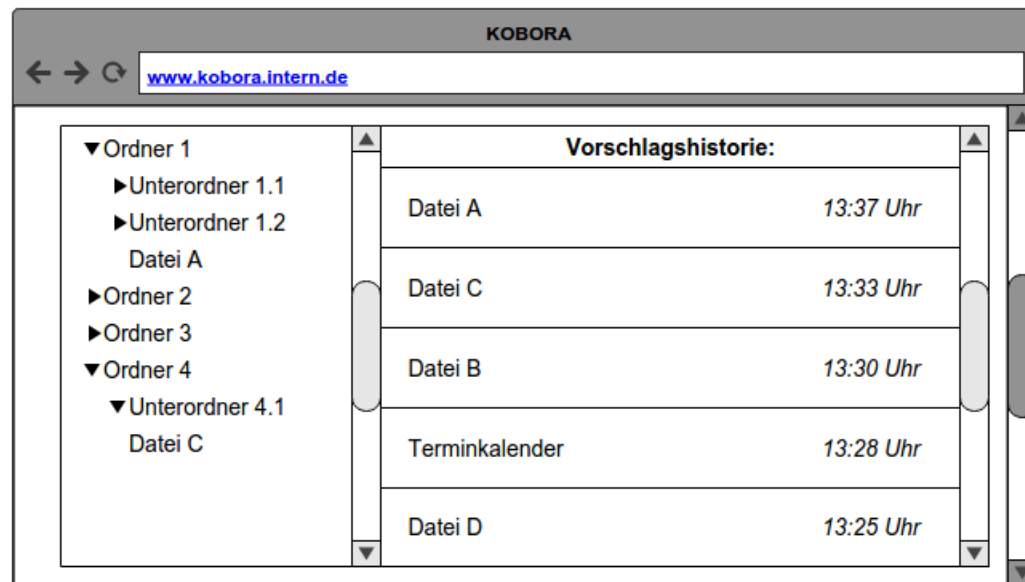 KOBORA
www.kobora.intern.de
Ordner 1
Unterordner 1.1
Unterordner 1.2
Datei A
Ordner 2
Ordner 3
Ordner 4
Unterordner 4.1
Datei C
Vorschlagshistorie:
Datei A 13:37 Uhr
Datei C 13:33 Uhr
Datei B 13:30 Uhr
Terminkalender 13:28 Uhr
Datei D 13:25 Uhr